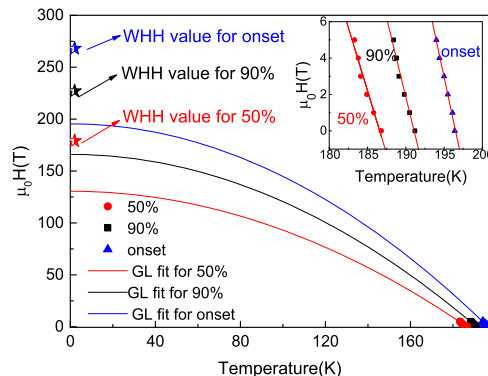 300
250
200
150
100
50
0
μ₀H(T)
0 40 80 120 160
Temperature(K)
WHH value for onset
WHH value for 90%
WHH value for 50%
50%
90%
onset
GL fit for 50%
GL fit for 90%
GL fit for onset
6
4
2
0
μ₀H(T)
180 185 190 195 200
Temperature(K)
90%
onset
50%